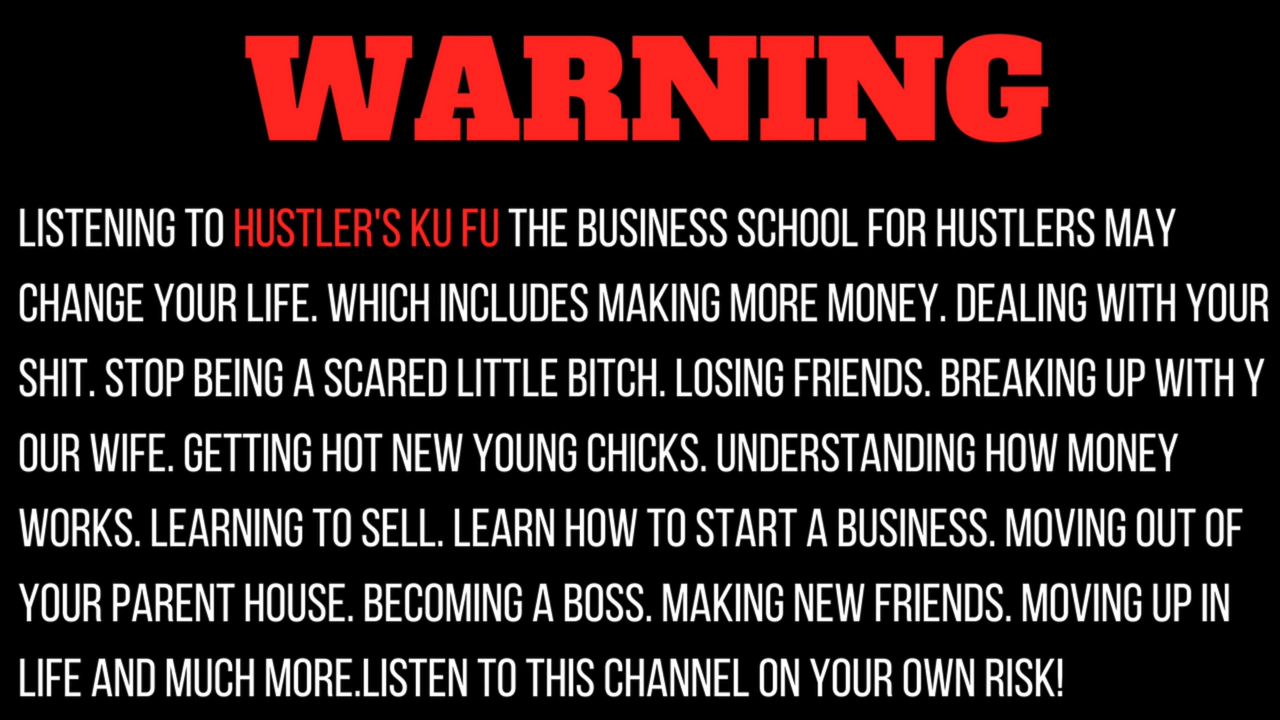 WARNING
LISTENING TO HUSTLER'S KU FU THE BUSINESS SCHOOL FOR HUSTLERS MAY
CHANGE YOUR LIFE. WHICH INCLUDES MAKING MORE MONEY. DEALING WITH YOUR
SHIT. STOP BEING A SCARED LITTLE BITCH. LOSING FRIENDS. BREAKING UP WITH Y
OUR WIFE. GETTING HOT NEW YOUNG CHICKS. UNDERSTANDING HOW MONEY
WORKS. LEARNING TO SELL. LEARN HOW TO START A BUSINESS. MOVING OUT OF
YOUR PARENT HOUSE. BECOMING A BOSS. MAKING NEW FRIENDS. MOVING UP IN
LIFE AND MUCH MORE.LISTEN TO THIS CHANNEL ON YOUR OWN RISK!